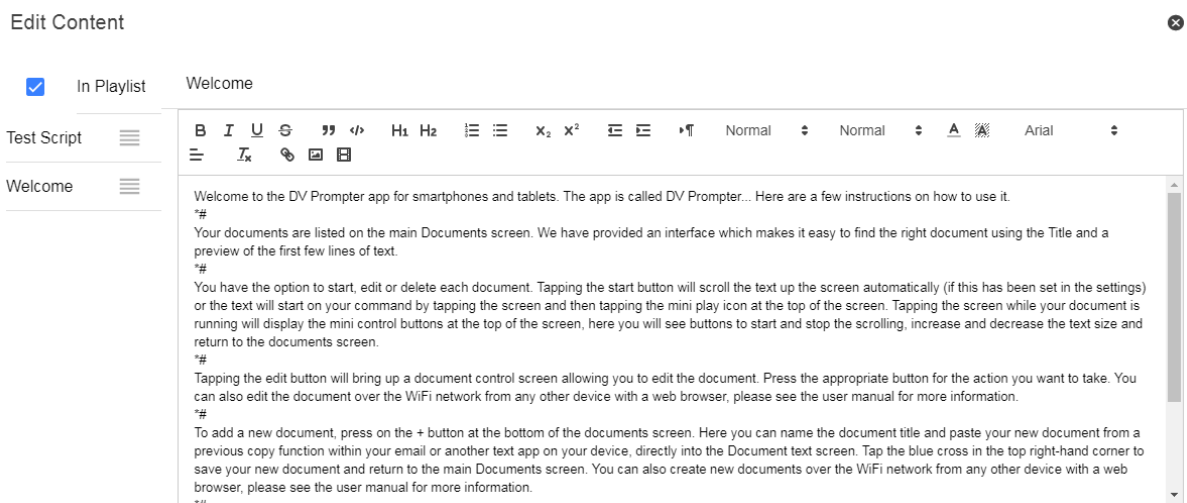 Edit Content
In Playlist
Welcome
Test Script
Welcome
B I U S ” </> H1 H2 X2 X2 ¶ Normal Normal A A Arial
Tx
Welcome to the DV Prompter app for smartphones and tablets. The app is called DV Prompter... Here are a few instructions on how to use it.
*#
Your documents are listed on the main Documents screen. We have provided an interface which makes it easy to find the right document using the Title and a
preview of the first few lines of text.
*#
You have the option to start, edit or delete each document. Tapping the start button will scroll the text up the screen automatically (if this has been set in the settings)
or the text will start on your command by tapping the screen and then tapping the mini play icon at the top of the screen. Tapping the screen while your document is
running will display the mini control buttons at the top of the screen, here you will see buttons to start and stop the scrolling, increase and decrease the text size and
return to the documents screen.
*#
Tapping the edit button will bring up a document control screen allowing you to edit the document. Press the appropriate button for the action you want to take. You
can also edit the document over the WiFi network from any other device with a web browser, please see the user manual for more information.
*#
To add a new document, press on the + button at the bottom of the documents screen. Here you can name the document title and paste your new document from a
previous copy function within your email or another text app on your device, directly into the Document text screen. Tap the blue cross in the top right-hand corner to
save your new document and return to the main Documents screen. You can also create new documents over the WiFi network from any other device with a web
browser, please see the user manual for more information.